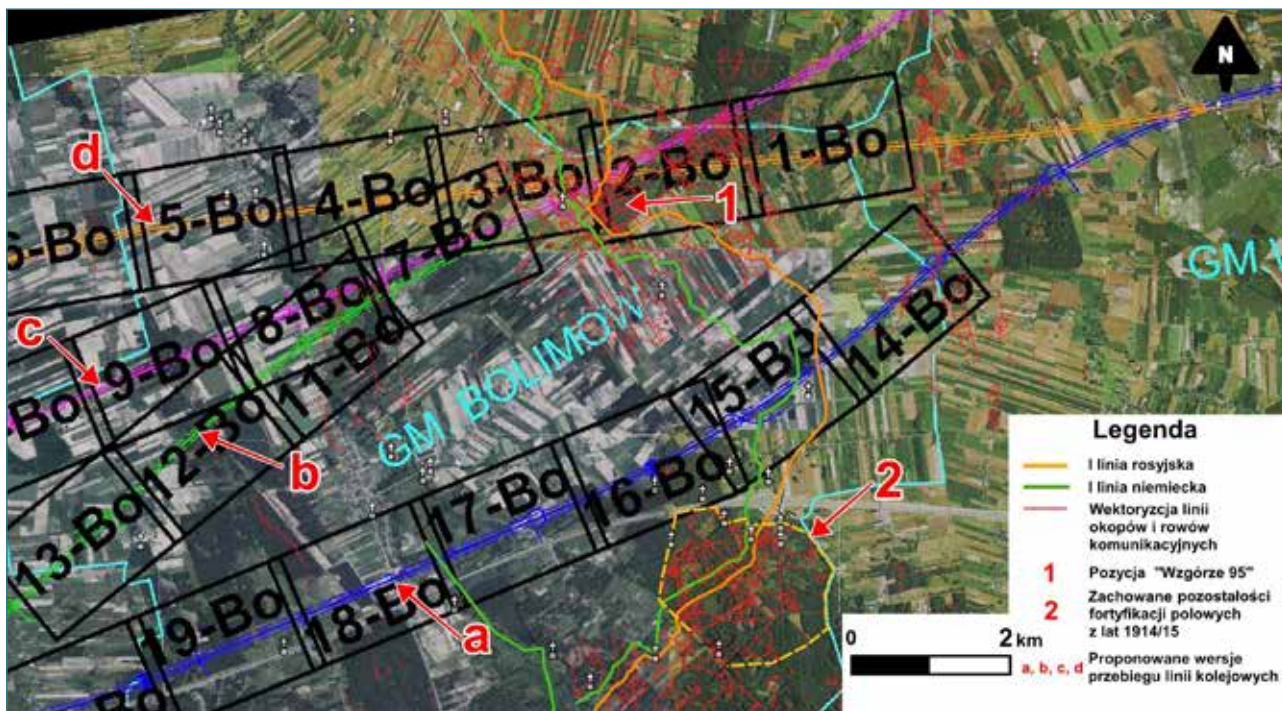 N
d
6-Bo
5-Bo
4-Bo
3-Bo
2-Bo
1-Bo
1
c
-Bo
9-Bo
8-Bo
7-Bo
GM BOLIMÓW
GM
14-Bo
15-Bo
11-Bo
12-Bo
b
13-Bo
17-Bo
16-Bo
2
19-Bo
18-Bo
a
Bo
Legenda
I linia rosyjska
I linia niemiecka
Wektoryzcja linii
okopów i rowów
komunikacyjnych
1 Pozycja "Wzgórze 95"
2 Zachowane pozostałości
fortyfikacji polowych
z lat 1914/15
a, b, c, d Proponowane wersje
przebiegu linii kolejowych
0 2 km